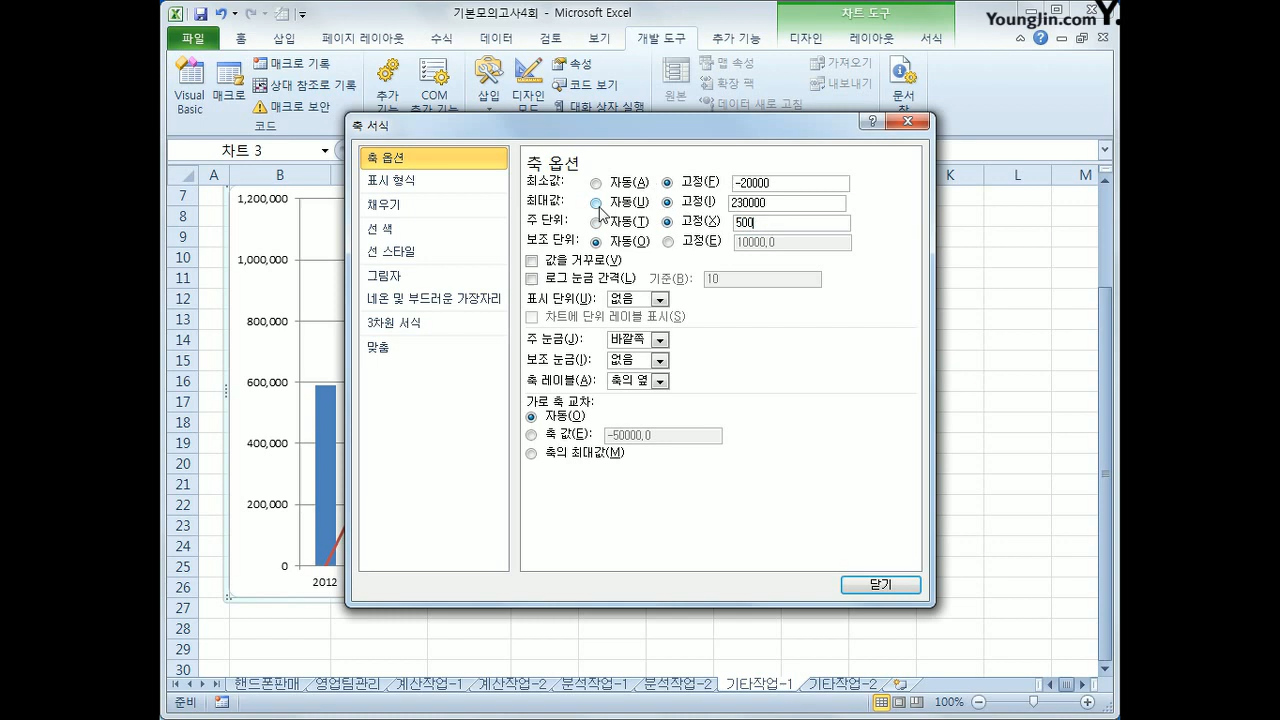 기본모의고사4회 - Microsoft Excel
차트 도구
YoungJin.com Y.
파일 홈 삽입 페이지 레이아웃 수식 데이터 검토 보기 개발 도구 추가 기능 디자인 레이아웃 서식
Visual Basic
매크로
매크로 기록
상대 참조로 기록
매크로 보안
코드
추가 기능
COM 추가 기능
삽입
디자인 모드
속성
코드 보기
대화 상자 실행
원본
맵 속성
확장 팩
데이터 새로 고침
가져오기
내보내기
문서
차트 3
A B K L M
7
8
9
10
11
12
13
14
15
16
17
18
19
20
21
22
23
24
25
26
27
28
29
30
1,200,000
1,000,000
800,000
600,000
400,000
200,000
0
2012
축 서식
축 옵션
표시 형식
채우기
선 색
선 스타일
그림자
네온 및 부드러운 가장자리
3차원 서식
맞춤
축 옵션
최소값: 자동(A) 고정(F) -20000
최대값: 자동(U) 고정(I) 230000
주 단위: 자동(T) 고정(X) 500
보조 단위: 자동(O) 고정(E) 10000,0
값을 거꾸로(V)
로그 눈금 간격(L) 기준(B): 10
표시 단위(U): 없음
차트에 단위 레이블 표시(S)
주 눈금(J): 바깥쪽
보조 눈금(I): 없음
축 레이블(A): 축의 옆
가로 축 교차:
자동(O)
축 값(E): -50000,0
축의 최대값(M)
닫기
핸드폰판매 영업팀관리 계산작업-1 계산작업-2 분석작업-1 분석작업-2 기타작업-1 기타작업-2
준비 100%